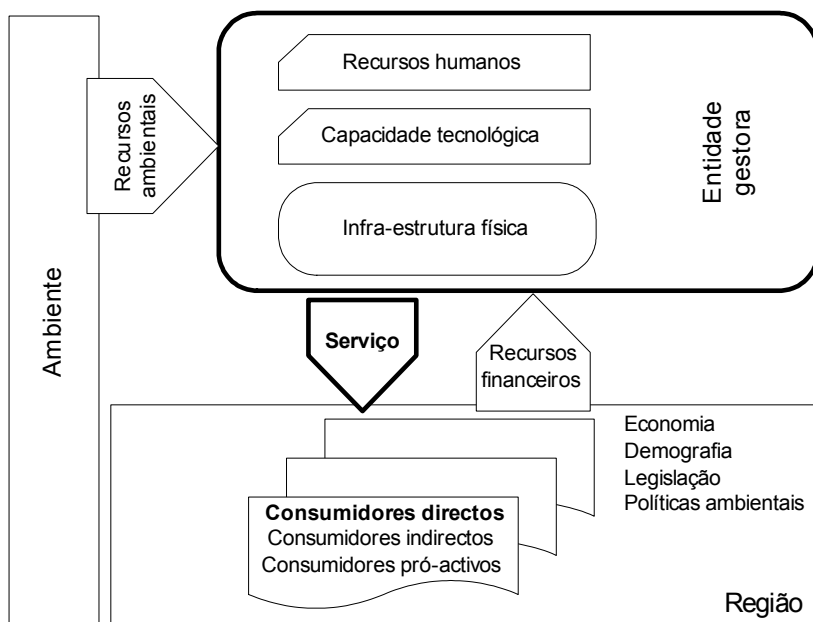 Ambiente
Recursos
ambientais
Recursos humanos
Capacidade tecnológica
Infra-estrutura física
Entidade
gestora
Serviço
Recursos
financeiros
Economia
Demografia
Legislação
Políticas ambientais
Consumidores directos
Consumidores indirectos
Consumidores pró-activos
Região